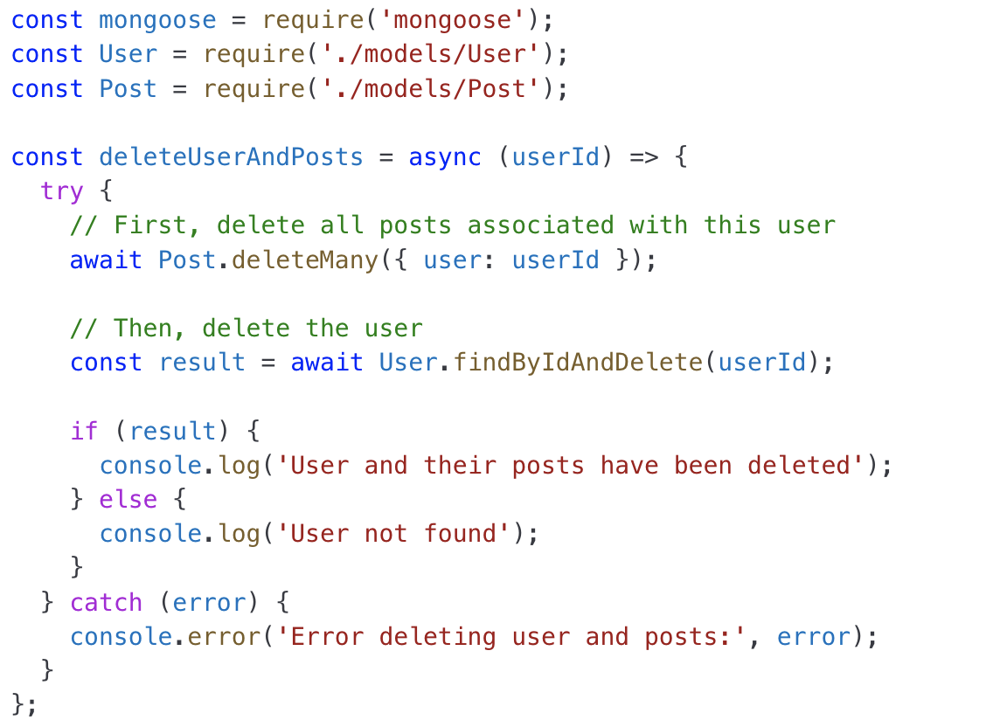 const mongoose = require('mongoose');
const User = require('./models/User');
const Post = require('./models/Post');

const deleteUserAndPosts = async (userId) => {
  try {
    // First, delete all posts associated with this user
    await Post.deleteMany({ user: userId });

    // Then, delete the user
    const result = await User.findByIdAndDelete(userId);

    if (result) {
      console.log('User and their posts have been deleted');
    } else {
      console.log('User not found');
    }
  } catch (error) {
    console.error('Error deleting user and posts:', error);
  }
};